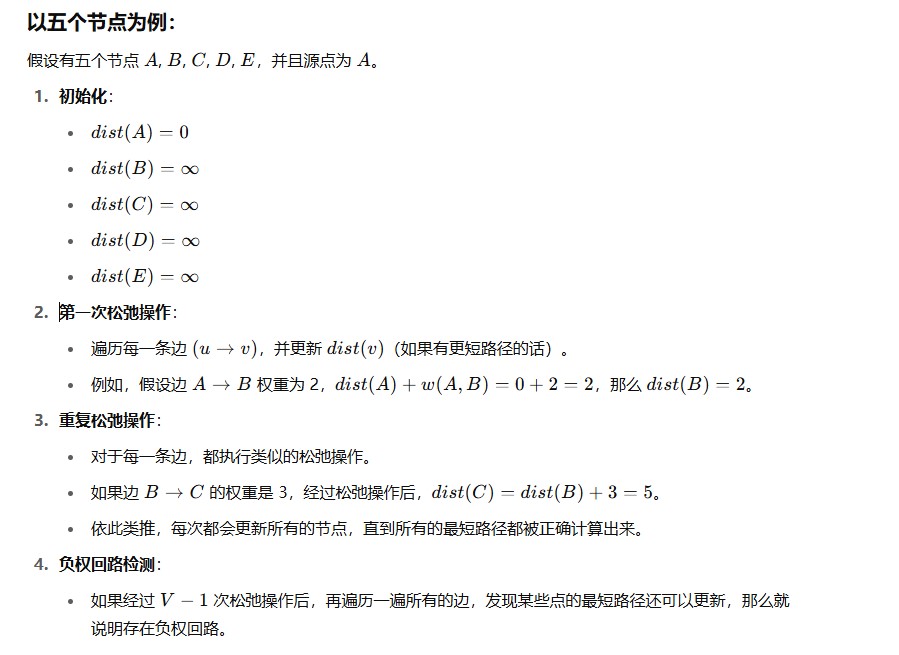 以五个节点为例：
假设有五个节点 A, B, C, D, E，并且源点为 A。
1. 初始化：
• dist(A) = 0
• dist(B) = ∞
• dist(C) = ∞
• dist(D) = ∞
• dist(E) = ∞
2. 第一次松弛操作：
• 遍历每一条边 (u → v)，并更新 dist(v)（如果有更短路径的话）。
• 例如，假设边 A → B 权重为 2，dist(A) + w(A, B) = 0 + 2 = 2，那么 dist(B) = 2。
3. 重复松弛操作：
• 对于每一条边，都执行类似的松弛操作。
• 如果边 B → C 的权重是 3，经过松弛操作后，dist(C) = dist(B) + 3 = 5。
• 依此类推，每次都会更新所有的节点，直到所有的最短路径都被正确计算出来。
4. 负权回路检测：
• 如果经过 V − 1 次松弛操作后，再遍历一遍所有的边，发现某些点的最短路径还可以更新，那么就
说明存在负权回路。